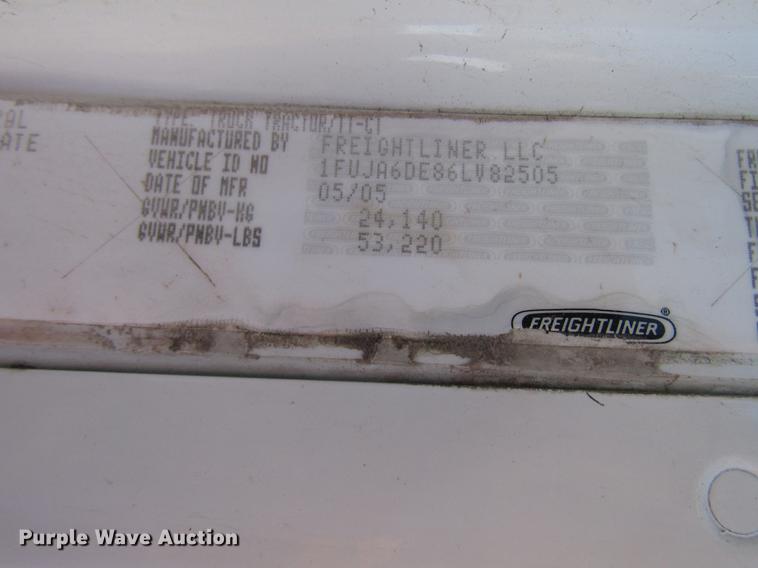 TYPE: TRUCK TRACTOR/TT-CT
MANUFACTURED BY FREIGHTLINER LLC
ATE
VEHICLE ID NO 1FUJA6DE86LV82505
DATE OF MFR 05/05
GVWR/PNBV-KG 24,140
GVWR/PNBV-LBS 53,220
FREIGHTLINER®
Purple Wave Auction